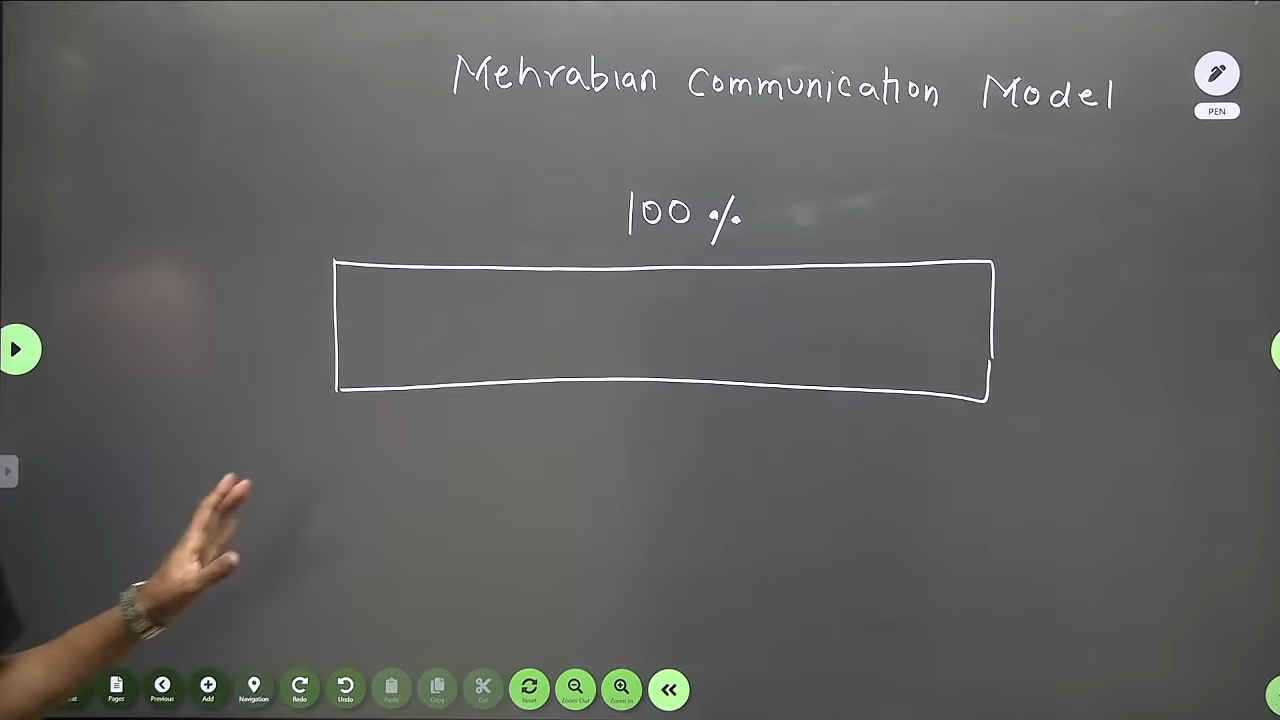 Mehrabian Communication Model
PEN
100 %
Pages
Previous
Add
Navigation
Redo
Undo
Paste
Copy
Cut
Reset
Zoom Out
Zoom In